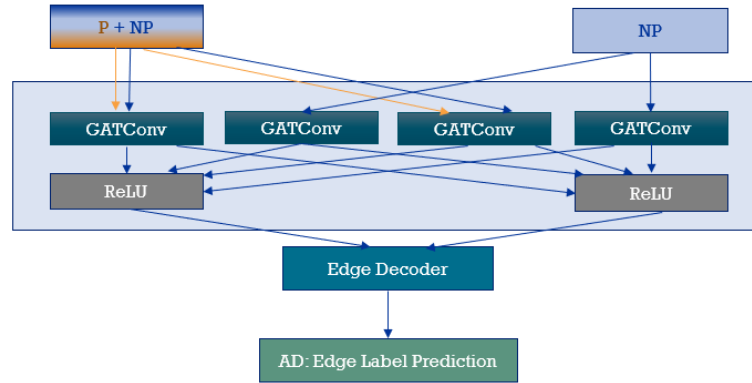 P + NP
NP
GATConv
GATConv
GATConv
GATConv
ReLU
ReLU
Edge Decoder
AD: Edge Label Prediction